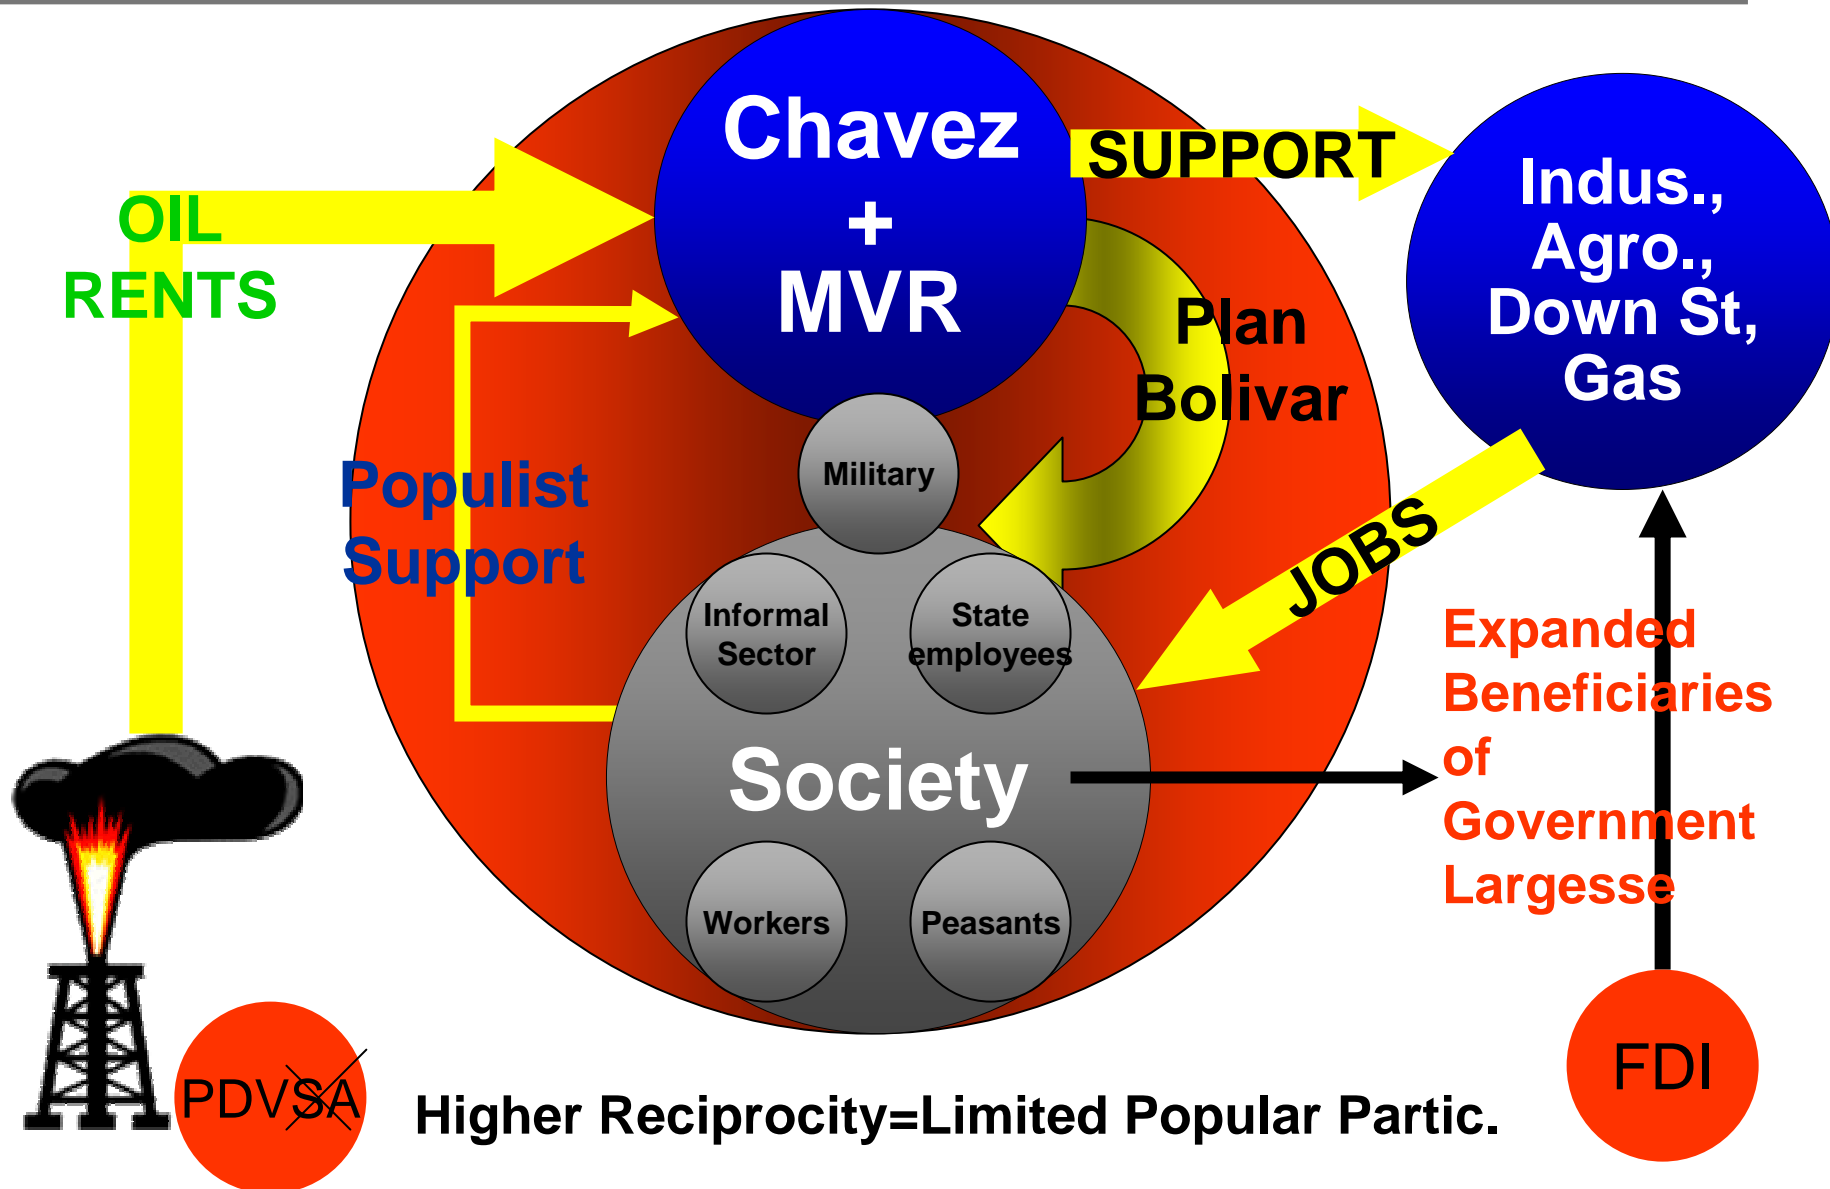 Chavez
+
MVR
SUPPORT
Indus.,
Agro.,
Down St,
Gas
OIL
RENTS
Plan
Bolivar
Populist
Support
Military
JOBS
Informal
Sector
State
employees
Expanded
Beneficiaries
of
Government
Largesse
Society
Workers
Peasants
PDVSA
FDI
Higher Reciprocity=Limited Popular Partic.